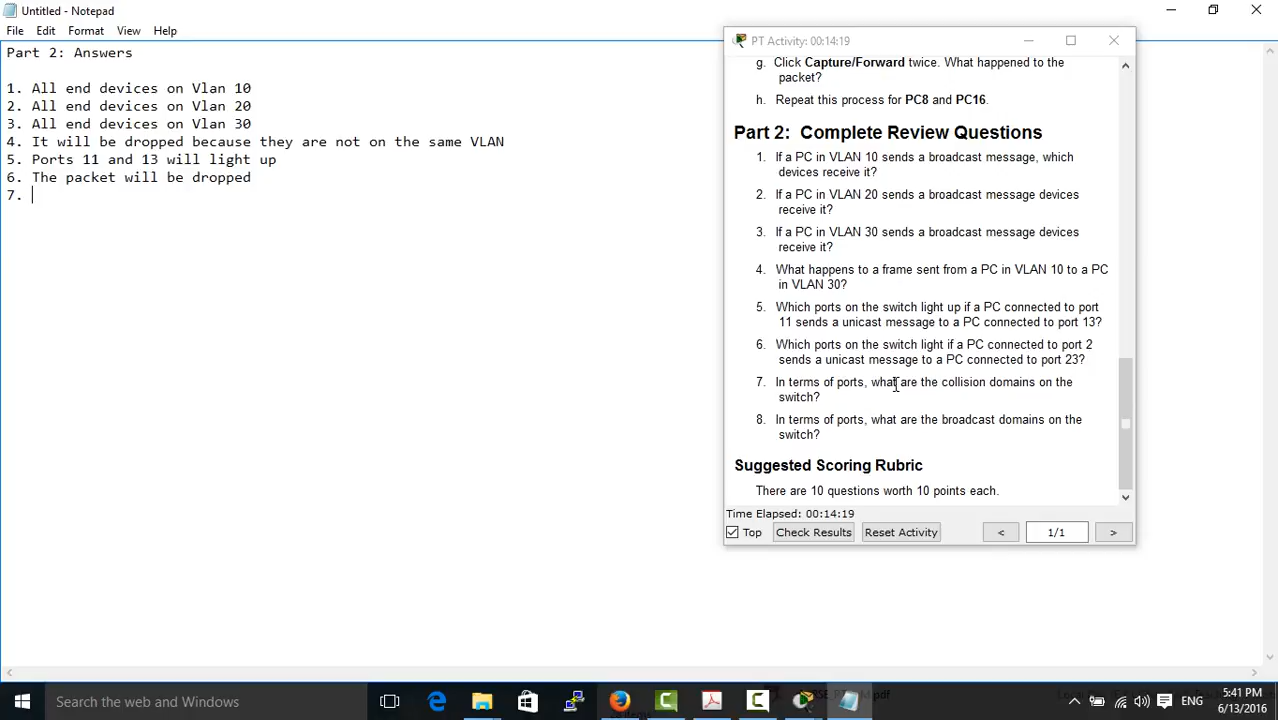 Untitled - Notepad
File Edit Format View Help
Part 2: Answers
1. All end devices on Vlan 10
2. All end devices on Vlan 20
3. All end devices on Vlan 30
4. It will be dropped because they are not on the same VLAN
5. Ports 11 and 13 will light up
6. The packet will be dropped
7.
PT Activity: 00:14:19
g. Click Capture/Forward twice. What happened to the
packet?
h. Repeat this process for PC8 and PC16.
Part 2: Complete Review Questions
1. If a PC in VLAN 10 sends a broadcast message, which
devices receive it?
2. If a PC in VLAN 20 sends a broadcast message devices
receive it?
3. If a PC in VLAN 30 sends a broadcast message devices
receive it?
4. What happens to a frame sent from a PC in VLAN 10 to a PC
in VLAN 30?
5. Which ports on the switch light up if a PC connected to port
11 sends a unicast message to a PC connected to port 13?
6. Which ports on the switch light if a PC connected to port 2
sends a unicast message to a PC connected to port 23?
7. In terms of ports, what are the collision domains on the
switch?
8. In terms of ports, what are the broadcast domains on the
switch?
Suggested Scoring Rubric
There are 10 questions worth 10 points each.
Time Elapsed: 00:14:19
Top Check Results Reset Activity < 1/1 >
Search the web and Windows
ENG
5:41 PM
6/13/2016